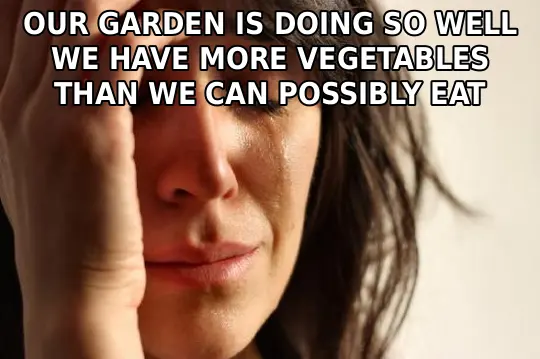 OUR GARDEN IS DOING SO WELL
WE HAVE MORE VEGETABLES
THAN WE CAN POSSIBLY EAT